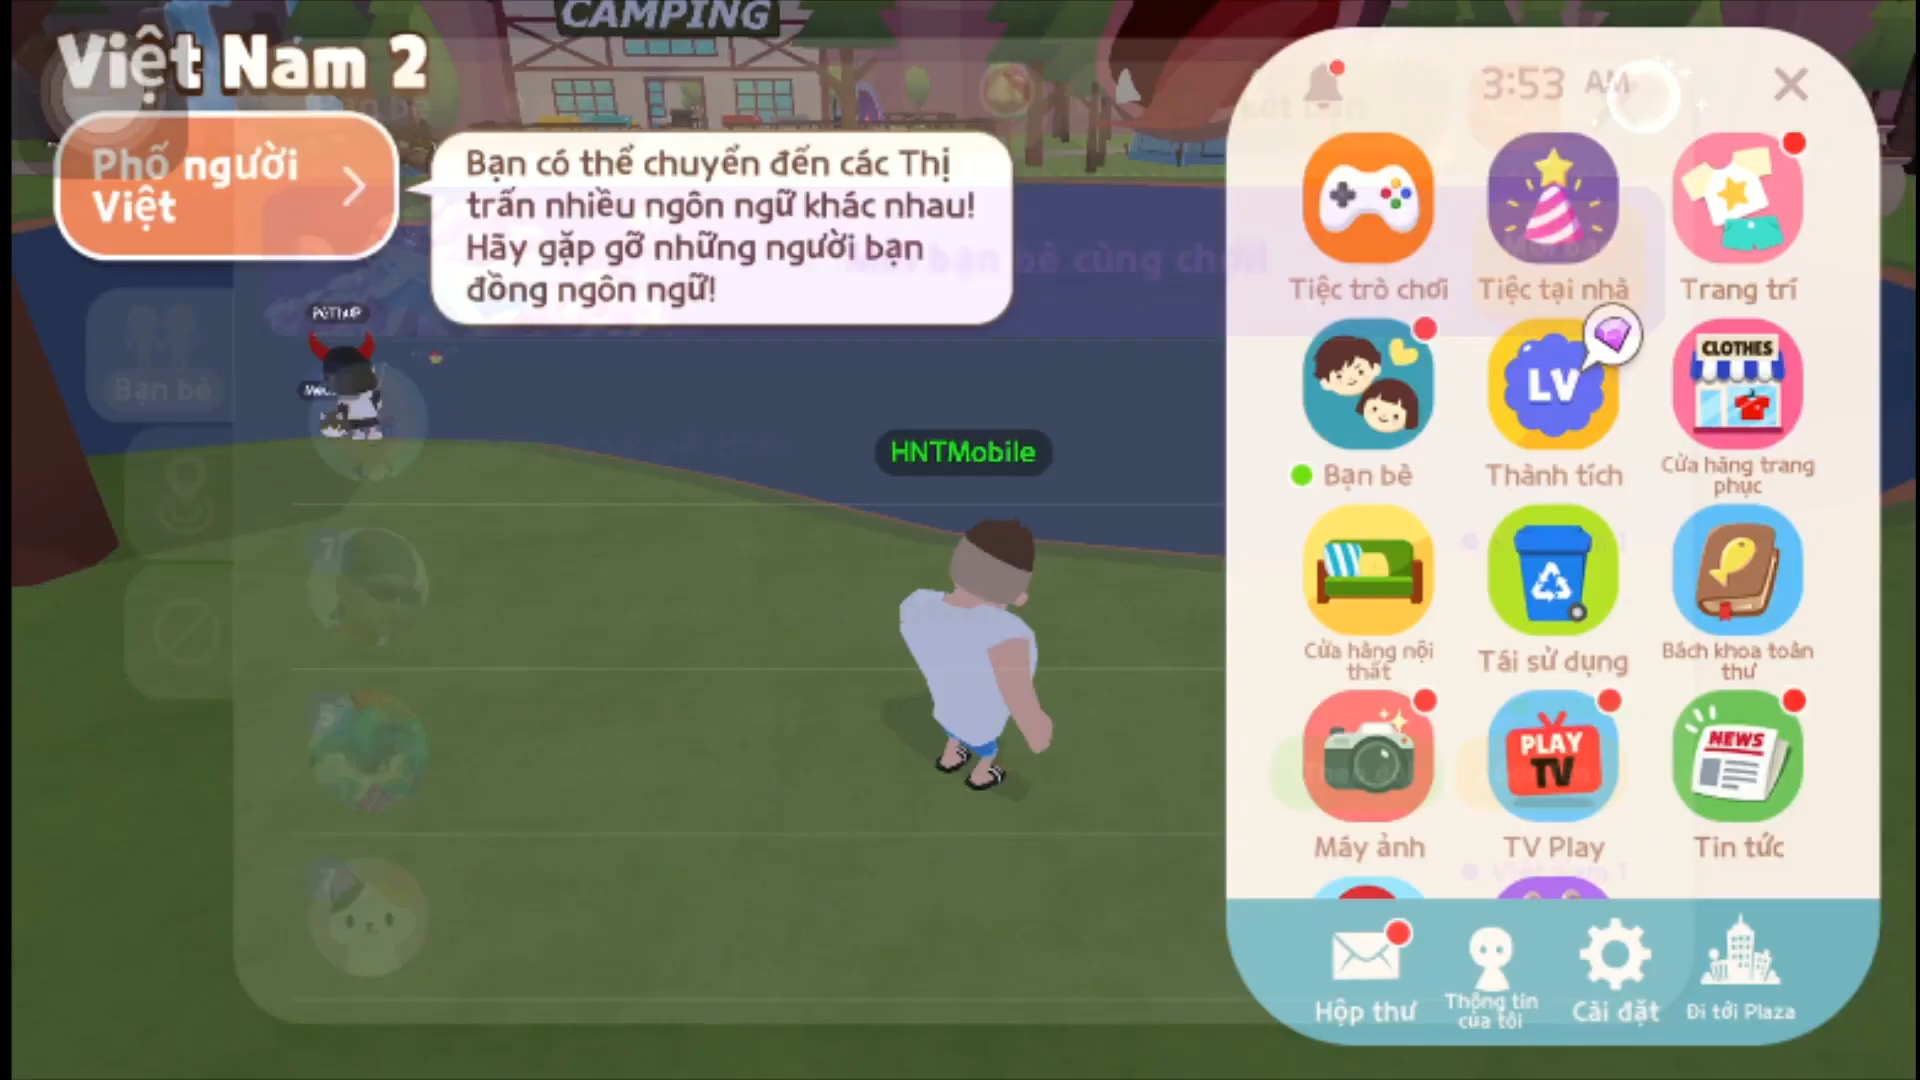 CAMPING
Việt Nam 2
Phố người
Việt
Bạn có thể chuyển đến các Thị
trấn nhiều ngôn ngữ khác nhau!
Hãy gặp gỡ những người bạn
đồng ngôn ngữ!
Bạn bè
HNTMobile
3:53 AM
Tiệc trò chơi
Tiệc tại nhà
Trang trí
LV
CLOTHES
Bạn bè
Thành tích
Cửa hàng trang
phục
Cửa hàng nội
thất
Tái sử dụng
Bách khoa toàn
thư
PLAY
TV
NEWS
Máy ảnh
TV Play
Tin tức
Hộp thư
Thông tin
của tôi
Cài đặt
Đi tới Plaza